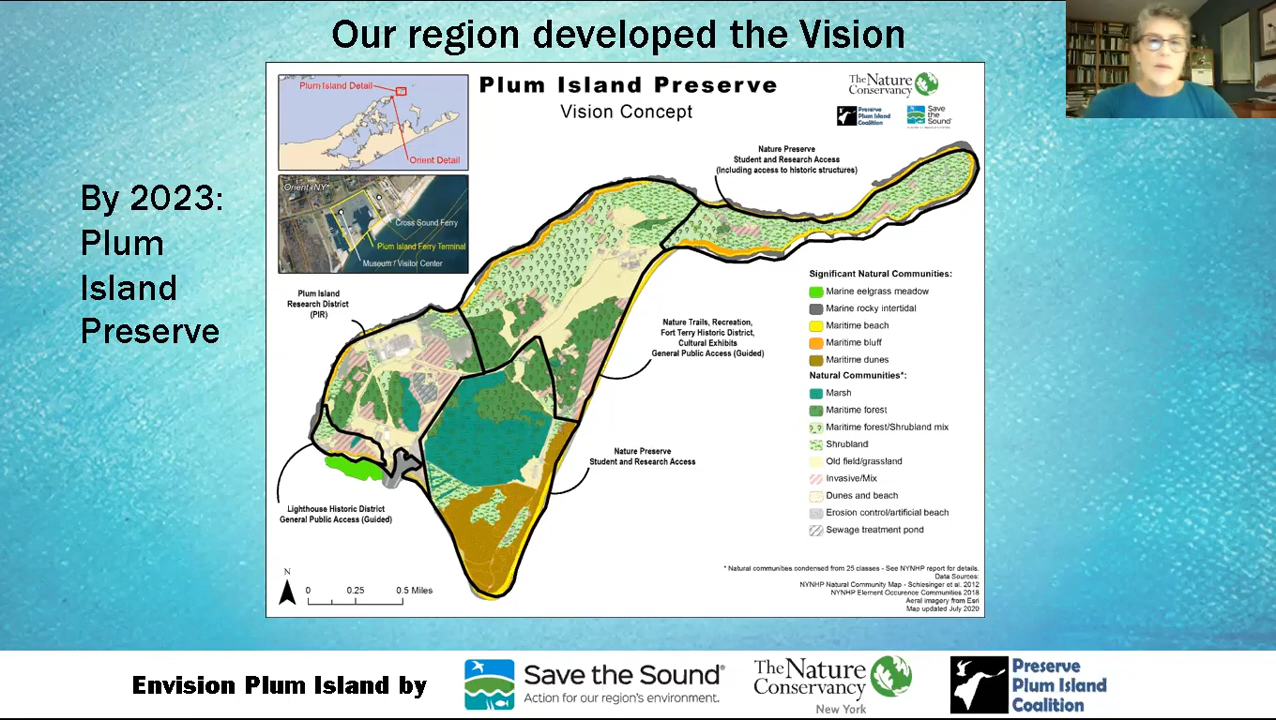 Our region developed the Vision
By 2023:
Plum
Island
Preserve
Plum Island Preserve
Vision Concept
The Nature
Conservancy
Preserve
Plum Island
Coalition
Save
the
Sound
Plum Island Detail
Orient Detail
Orient, NY*
Cross Sound Ferry
Plum Island Ferry Terminal
Museum / Visitor Center
Nature Preserve
Student and Research Access
(Including access to historic structures)
Plum Island
Research District
(PIR)
Nature Trails, Recreation,
Fort Terry Historic District,
Cultural Exhibits
General Public Access (Guided)
Nature Preserve
Student and Research Access
Lighthouse Historic District
General Public Access (Guided)
Significant Natural Communities:
Marine eelgrass meadow
Marine rocky intertidal
Maritime beach
Maritime bluff
Maritime dunes
Natural Communities*:
Marsh
Maritime forest
Maritime forest/Shrubland mix
Shrubland
Old field/grassland
Invasive/Mix
Dunes and beach
Erosion control/artificial beach
Sewage treatment pond
N
0 0.25 0.5 Miles
* Natural communities condensed from 25 classes - See NYNHP report for details.
Data Sources:
NYNHP Natural Community Map - Schlesinger et al. 2012
NYNHP Element Occurence Communities 2018
Aeral imagery from Esri
Map updated July 2020
Envision Plum Island by
Save the Sound®
Action for our region's environment.
The Nature
Conservancy
New York
Preserve
Plum Island
Coalition